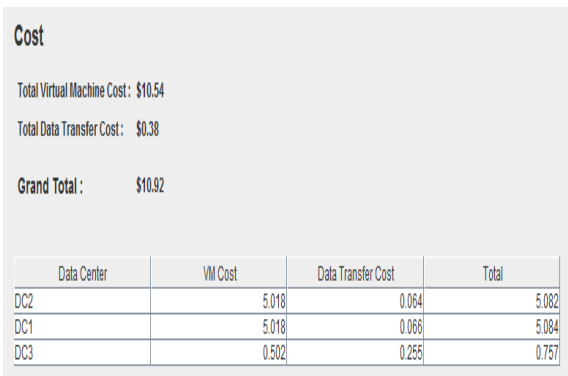 Cost
Total Virtual Machine Cost : $10.54
Total Data Transfer Cost : $0.38
Grand Total : $10.92
Data Center VM Cost Data Transfer Cost Total
DC2 5.018 0.064 5.082
DC1 5.018 0.066 5.084
DC3 0.502 0.255 0.757